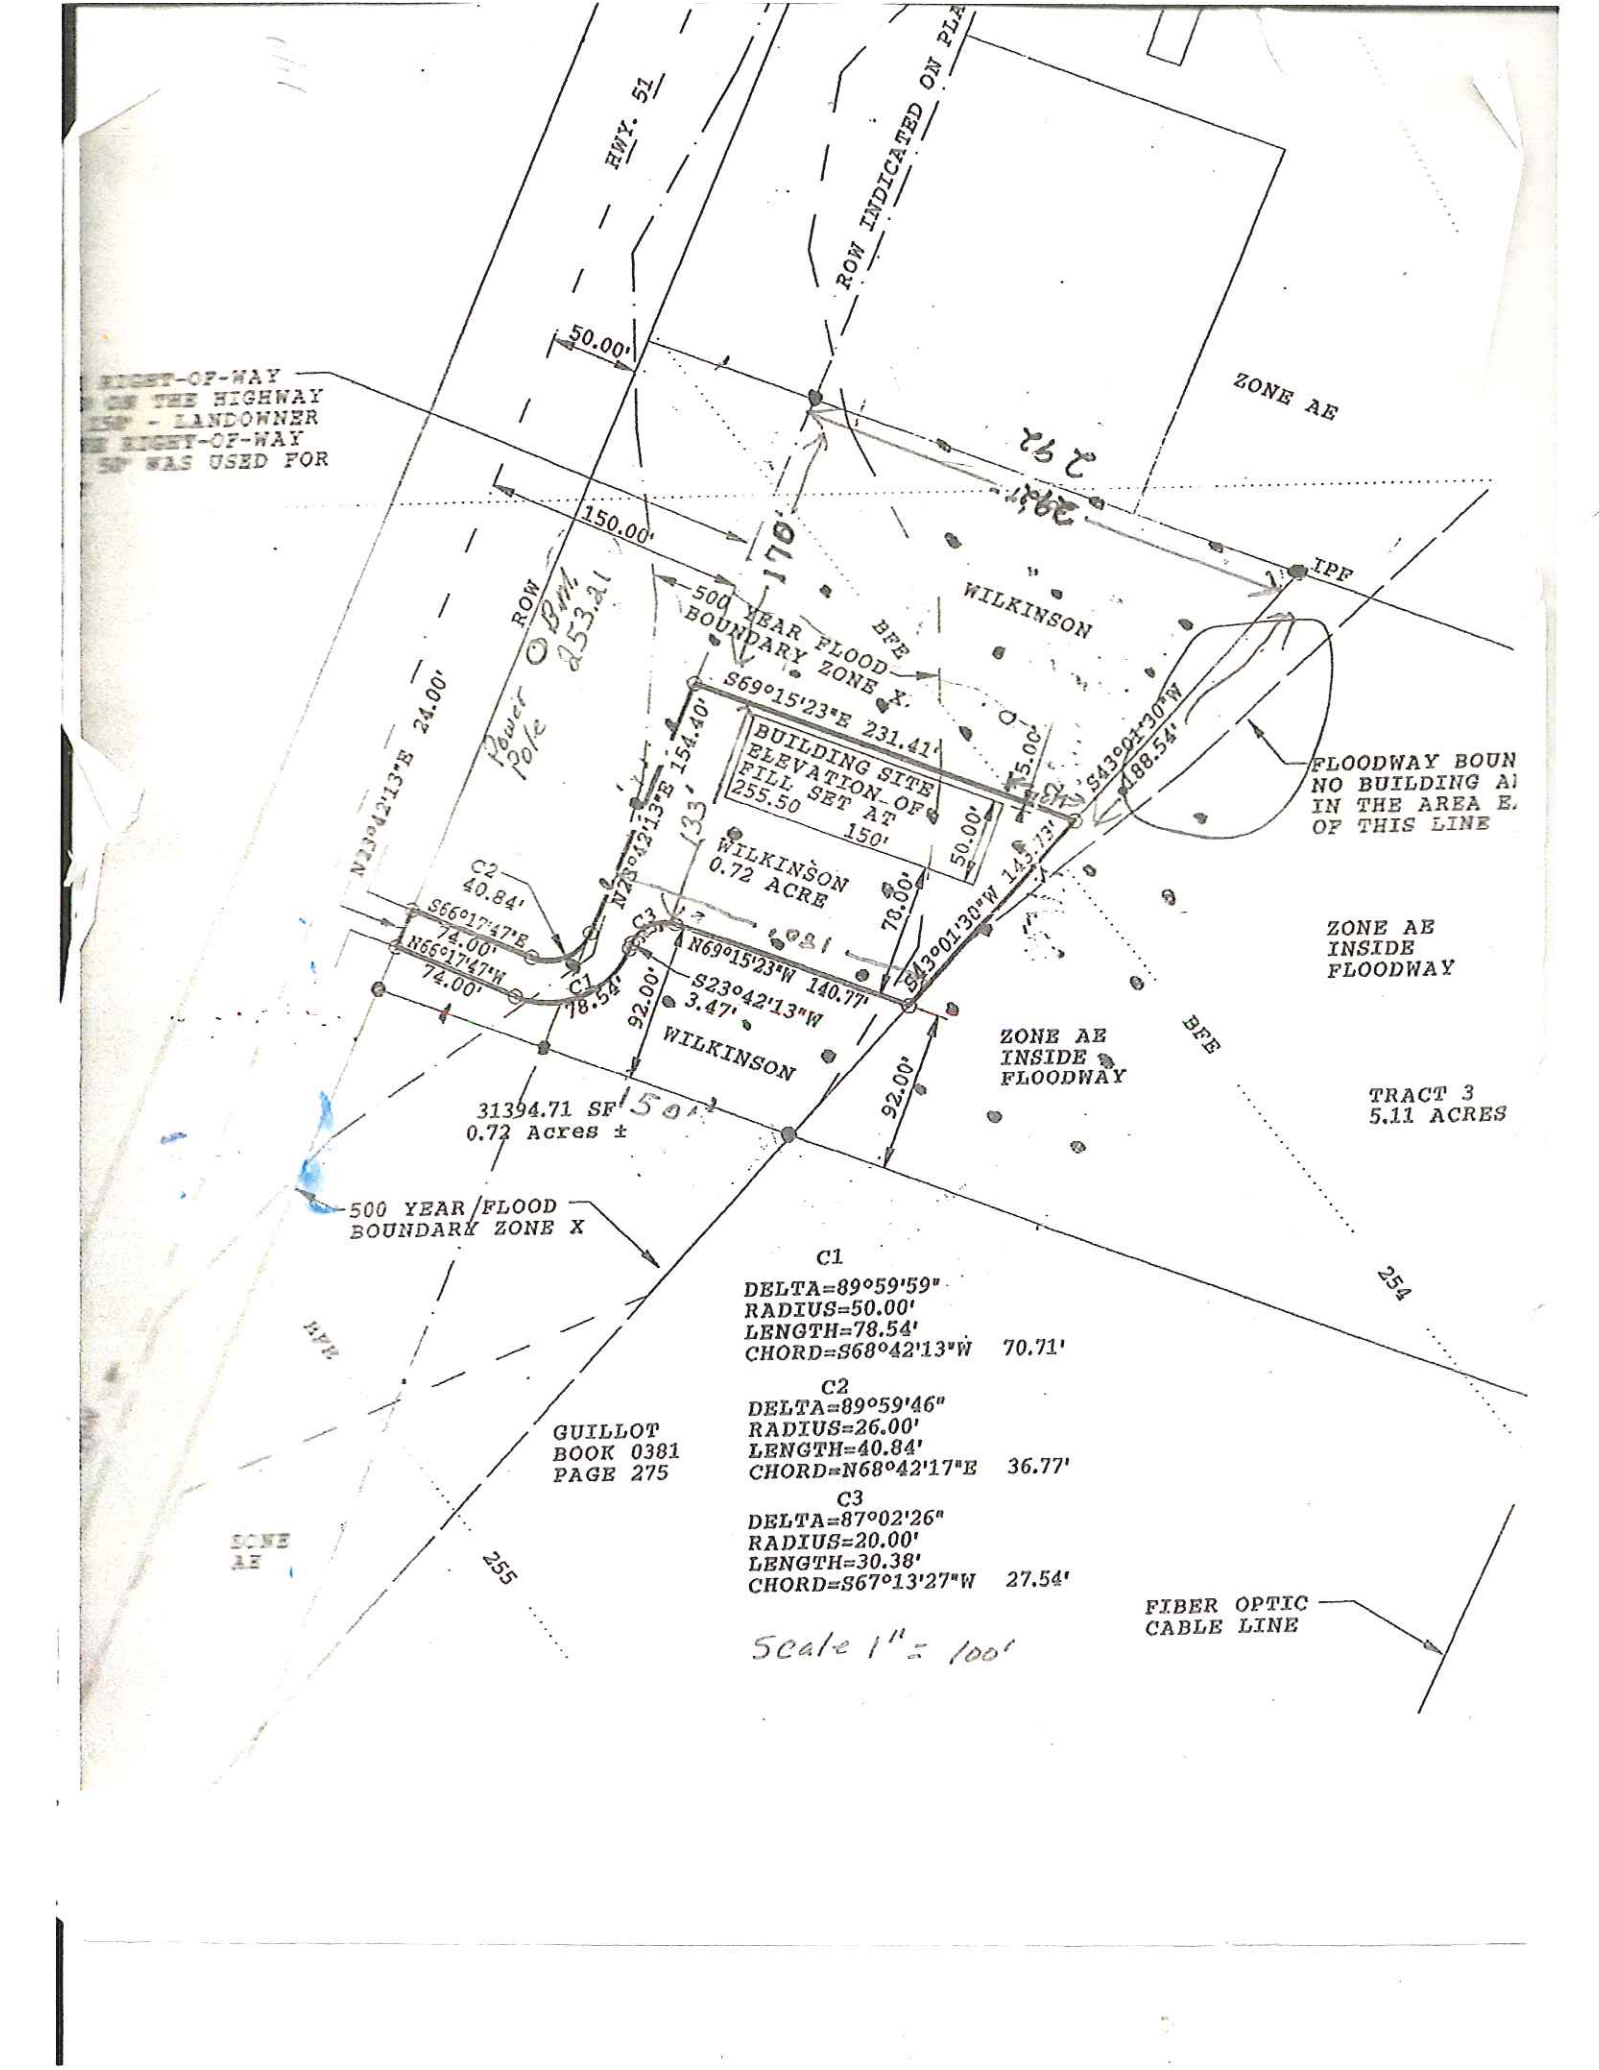 HWY. 51
ROW INDICATED ON PLA
50.00'
RIGHT-OF-WAY
ON THE HIGHWAY
150' - LANDOWNER
RIGHT-OF-WAY
50' WAS USED FOR
ZONE AE
292
150.00'
170'
IPF
WILKINSON
ROW
B.M.
253.21
Power
Pole
500 YEAR FLOOD
BOUNDARY ZONE X.
BFE
S69°15'23"E 231.41'
N23°42'13"E 24.00'
N23°42'13"E 154.40'
133'
BUILDING SITE
ELEVATION OF
FILL SET AT
255.50
150'
50.00'
S43°01'30"W
188.54'
FLOODWAY BOUN
NO BUILDING
IN THE AREA E.
OF THIS LINE
WILKINSON
0.72 ACRE
78.00'
S43°01'30"W 143.73'
C2
40.84'
S66°17'47"E
74.00'
N66°17'47"W
74.00'
C3
78.54'
N69°15'23"W 140.77'
S23°42'13"W
3.47'
92.00'
WILKINSON
92.00'
ZONE AE
INSIDE
FLOODWAY
ZONE AE
INSIDE
FLOODWAY
BFE
TRACT 3
5.11 ACRES
31394.71 SF
0.72 Acres ±
500 YEAR FLOOD
BOUNDARY ZONE X
BFE
254
C1
DELTA=89°59'59"
RADIUS=50.00'
LENGTH=78.54'
CHORD=S68°42'13"W 70.71'
C2
DELTA=89°59'46"
RADIUS=26.00'
LENGTH=40.84'
CHORD=N68°42'17"E 36.77'
C3
DELTA=87°02'26"
RADIUS=20.00'
LENGTH=30.38'
CHORD=S67°13'27"W 27.54'
GUILLOT
BOOK 0381
PAGE 275
ZONE
AE
255
FIBER OPTIC
CABLE LINE
Scale 1" = 100'